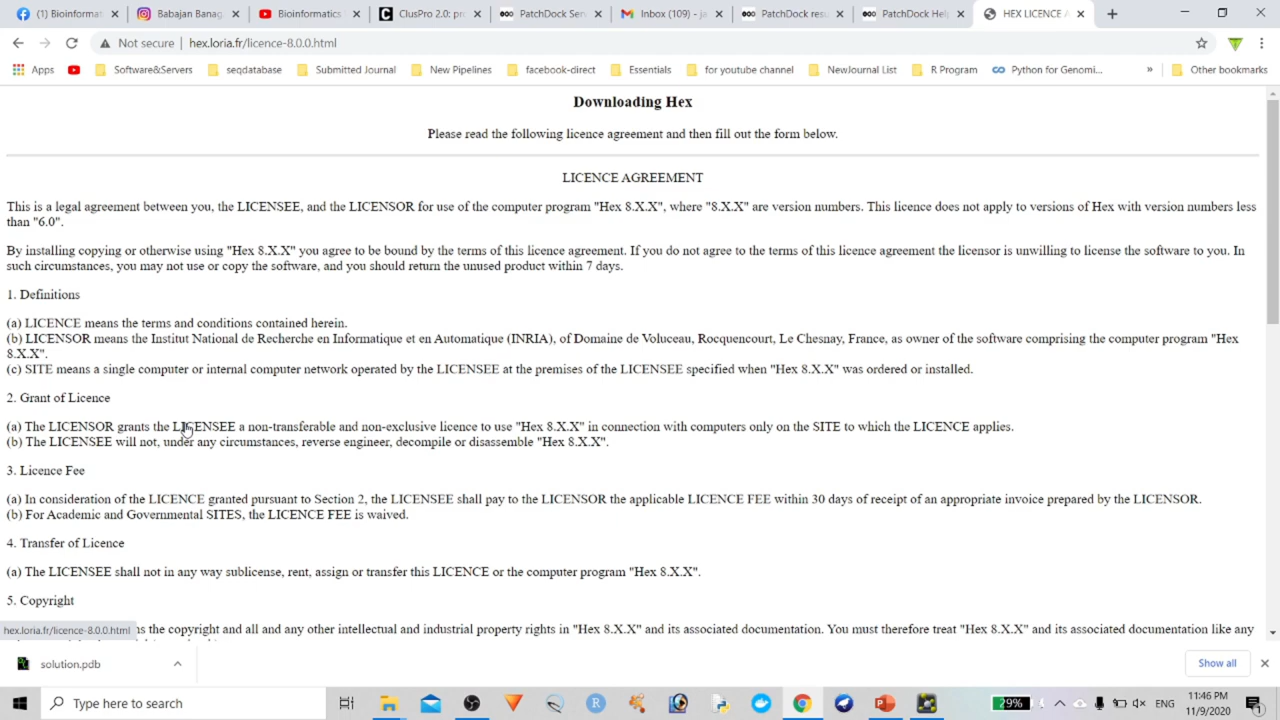 (1) Bioinformat
Babajan Banag
Bioinformatics
ClusPro 2.0: pro
PatchDock Serv
Inbox (109) - ja
PatchDock resu
PatchDock Help
HEX LICENCE A
Not secure
hex.loria.fr/licence-8.0.0.html
Apps
Software&Servers
seqdatabase
Submitted Journal
New Pipelines
facebook-direct
Essentials
for youtube channel
NewJournal List
R Program
Python for Genomi...
»
Other bookmarks
Downloading Hex
Please read the following licence agreement and then fill out the form below.
LICENCE AGREEMENT
This is a legal agreement between you, the LICENSEE, and the LICENSOR for use of the computer program "Hex 8.X.X", where "8.X.X" are version numbers. This licence does not apply to versions of Hex with version numbers less
than "6.0".
By installing copying or otherwise using "Hex 8.X.X" you agree to be bound by the terms of this licence agreement. If you do not agree to the terms of this licence agreement the licensor is unwilling to license the software to you. In
such circumstances, you may not use or copy the software, and you should return the unused product within 7 days.
1. Definitions
(a) LICENCE means the terms and conditions contained herein.
(b) LICENSOR means the Institut National de Recherche en Informatique et en Automatique (INRIA), of Domaine de Voluceau, Rocquencourt, Le Chesnay, France, as owner of the software comprising the computer program "Hex
8.X.X".
(c) SITE means a single computer or internal computer network operated by the LICENSEE at the premises of the LICENSEE specified when "Hex 8.X.X" was ordered or installed.
2. Grant of Licence
(a) The LICENSOR grants the LICENSEE a non-transferable and non-exclusive licence to use "Hex 8.X.X" in connection with computers only on the SITE to which the LICENCE applies.
(b) The LICENSEE will not, under any circumstances, reverse engineer, decompile or disassemble "Hex 8.X.X".
3. Licence Fee
(a) In consideration of the LICENCE granted pursuant to Section 2, the LICENSEE shall pay to the LICENSOR the applicable LICENCE FEE within 30 days of receipt of an appropriate invoice prepared by the LICENSOR.
(b) For Academic and Governmental SITES, the LICENCE FEE is waived.
4. Transfer of Licence
(a) The LICENSEE shall not in any way sublicense, rent, assign or transfer this LICENCE or the computer program "Hex 8.X.X".
5. Copyright
hex.loria.fr/licence-8.0.0.html
the copyright and all and any other intellectual and industrial property rights in "Hex 8.X.X" and its associated documentation. You must therefore treat "Hex 8.X.X" and its associated documentation like any
solution.pdb
Show all
Type here to search
29%
ENG
11:46 PM
11/9/2020